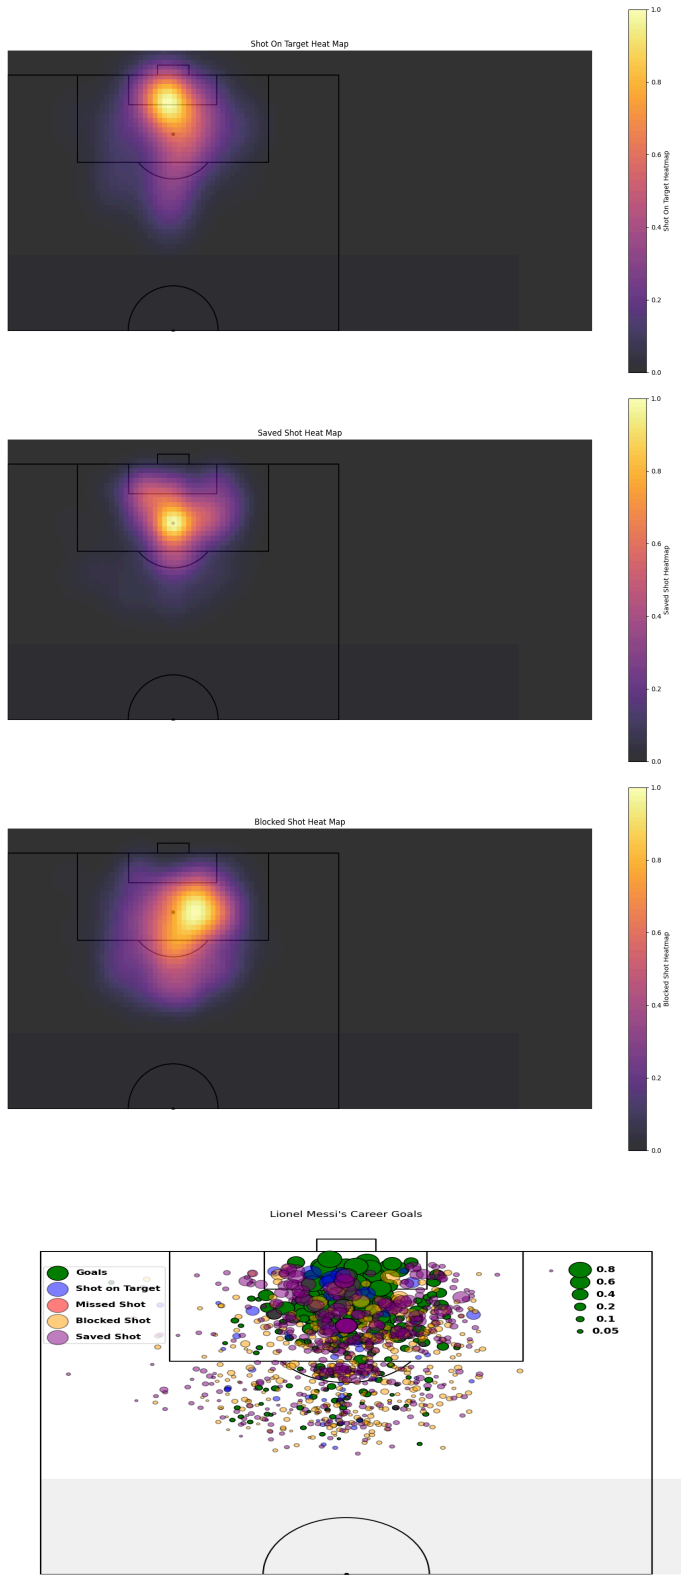 Shot On Target Heat Map
1.0
0.8
0.6
0.4
0.2
0.0
Shot On Target Heatmap
Saved Shot Heat Map
1.0
0.8
0.6
0.4
0.2
0.0
Saved Shot Heatmap
Blocked Shot Heat Map
1.0
0.8
0.6
0.4
0.2
0.0
Blocked Shot Heatmap
Lionel Messi's Career Goals
Goals
Shot on Target
Missed Shot
Blocked Shot
Saved Shot
0.8
0.6
0.4
0.2
0.1
0.05